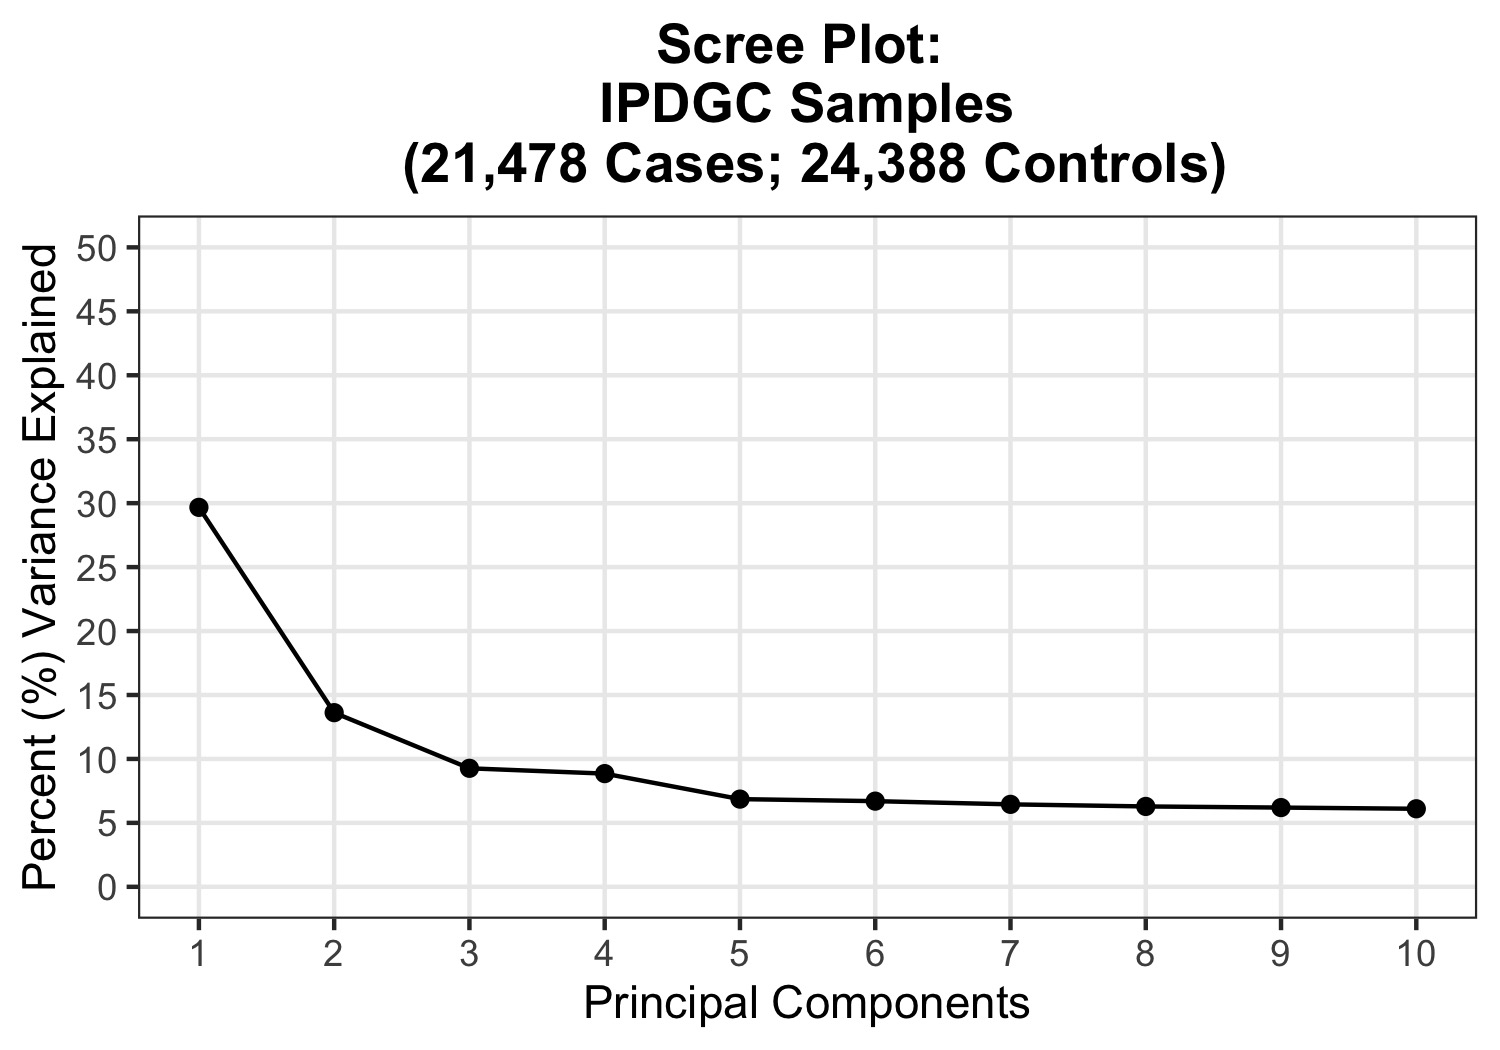 Scree Plot:
IPDGC Samples
(21,478 Cases; 24,388 Controls)
Percent (%) Variance Explained
50
45
40
35
30
25
20
15
10
5
0
1 2 3 4 5 6 7 8 9 10
Principal Components